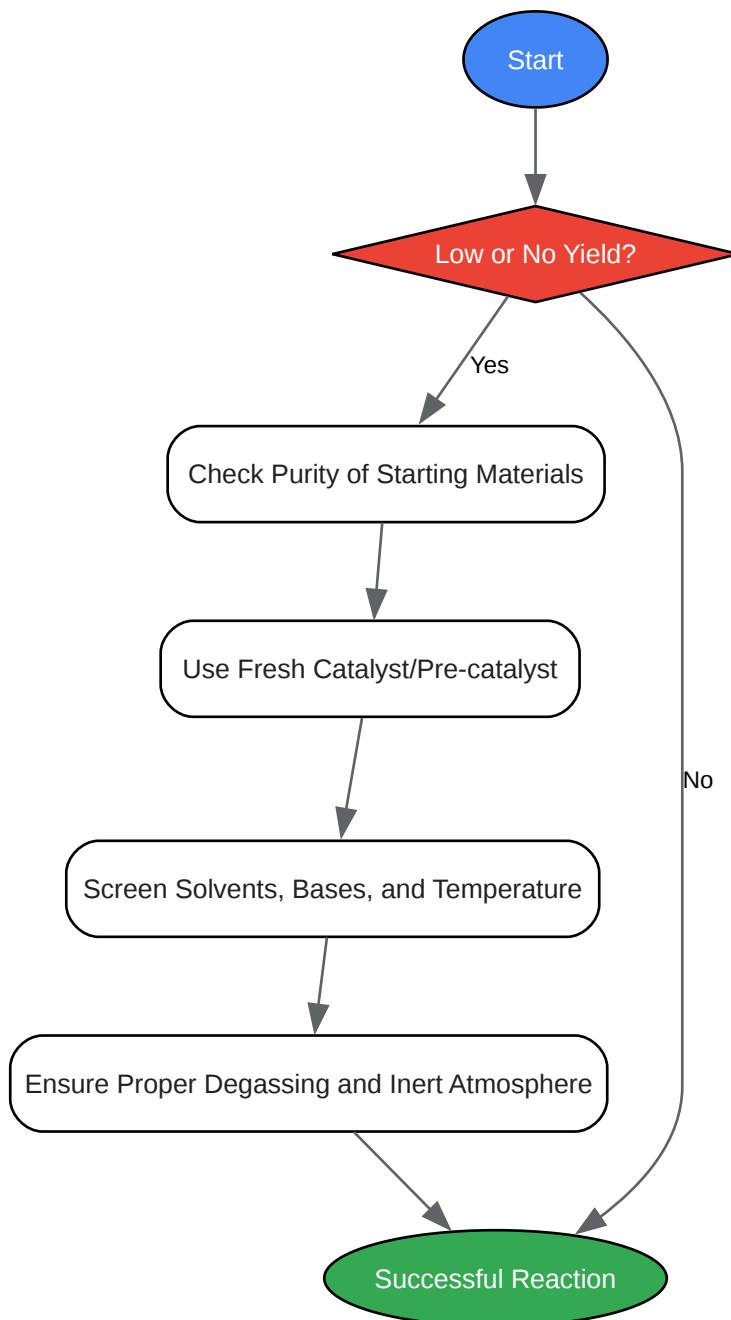 Start
Low or No Yield?
Yes
Check Purity of Starting Materials
Use Fresh Catalyst/Pre-catalyst
No
Screen Solvents, Bases, and Temperature
Ensure Proper Degassing and Inert Atmosphere
Successful Reaction